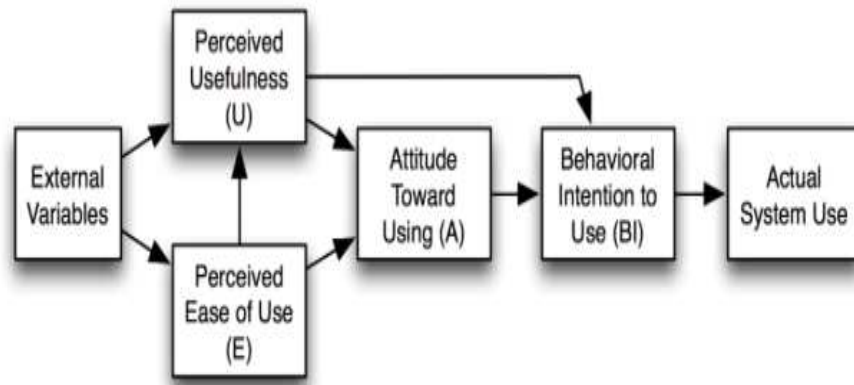 Perceived
Usefulness
(U)
External
Variables
Perceived
Ease of Use
(E)
Attitude
Toward
Using (A)
Behavioral
Intention to
Use (BI)
Actual
System Use